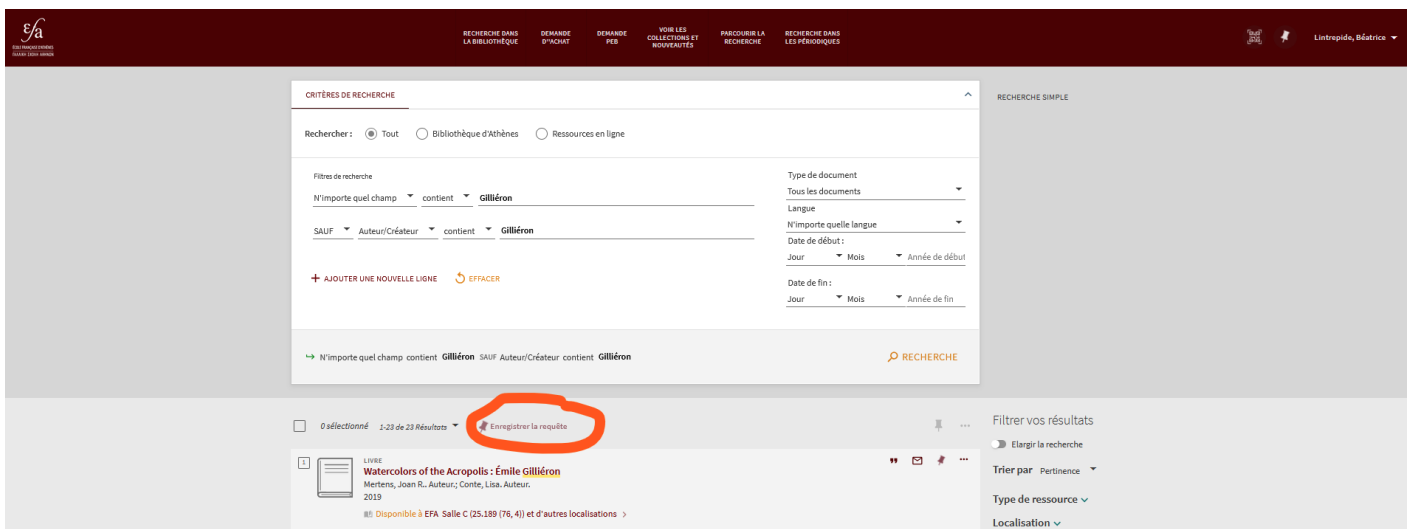 εfa
ÉCOLE FRANÇAISE D'ATHÈNES
RECHERCHE DANS
LA BIBLIOTHÈQUE
DEMANDE
D"ACHAT
DEMANDE
PEB
VOIR LES
COLLECTIONS ET
NOUVEAUTÉS
PARCOURIR LA
RECHERCHE
RECHERCHE DANS
LES PÉRIODIQUES
Lintrepide, Béatrice
CRITÈRES DE RECHERCHE
RECHERCHE SIMPLE
Rechercher : Tout Bibliothèque d'Athènes Ressources en ligne
Filtres de recherche
N'importe quel champ contient Gilliéron
SAUF Auteur/Créateur contient Gilliéron
+ AJOUTER UNE NOUVELLE LIGNE EFFACER
Type de document
Tous les documents
Langue
N'importe quelle langue
Date de début :
Jour Mois Année de début
Date de fin :
Jour Mois Année de fin
N'importe quel champ contient Gilliéron SAUF Auteur/Créateur contient Gilliéron
RECHERCHE
0 sélectionné 1-23 de 23 Résultats Enregistrer la requête
1
LIVRE
Watercolors of the Acropolis : Émile Gilliéron
Mertens, Joan R.. Auteur.; Conte, Lisa. Auteur.
2019
Disponible à EFA Salle C (25.189 (76, 4)) et d'autres localisations >
Filtrer vos résultats
Elargir la recherche
Trier par Pertinence
Type de ressource
Localisation